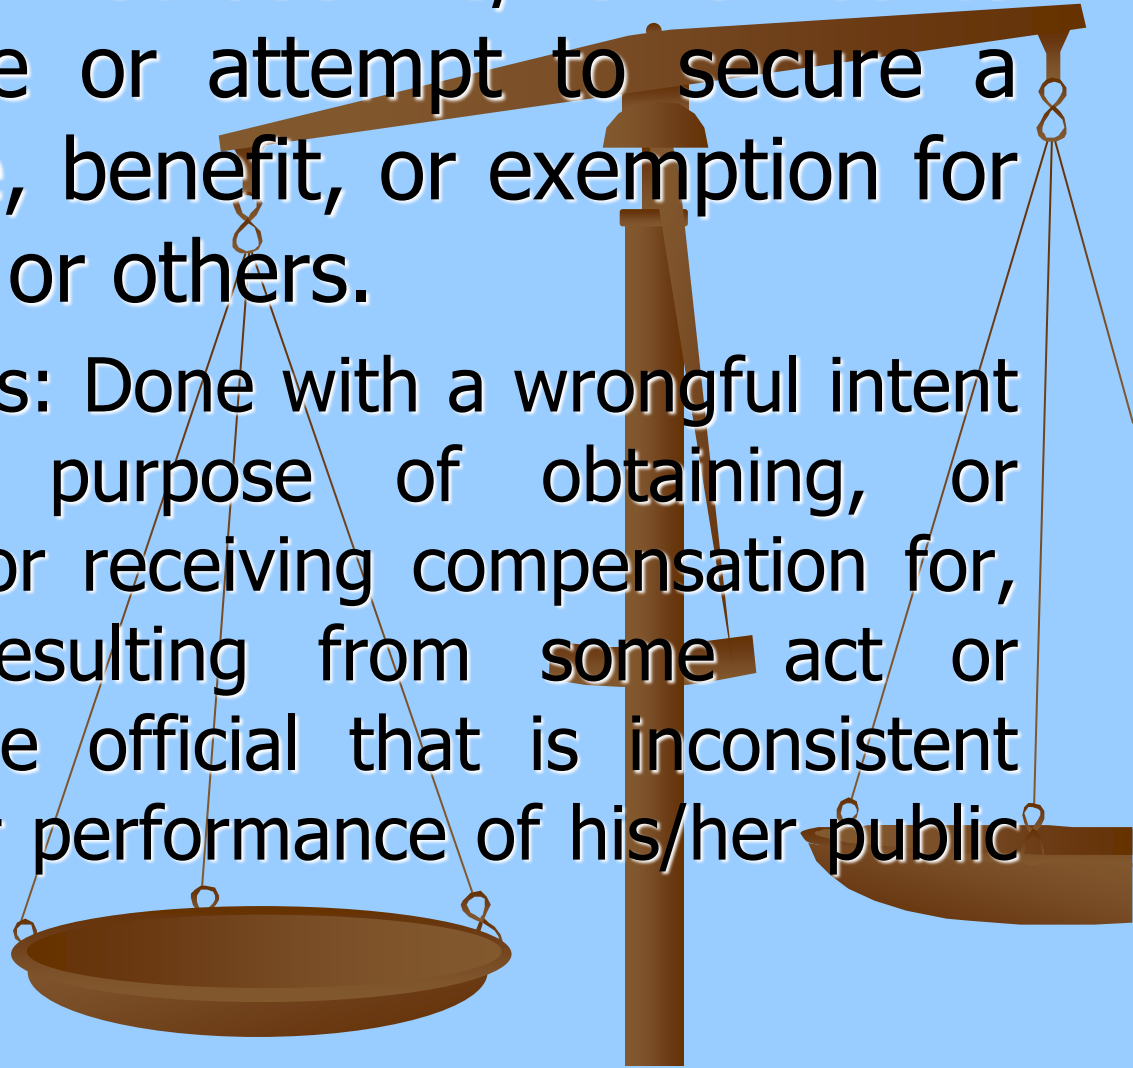 e or attempt to secure a
, benefit, or exemption for
or others.
s: Done with a wrongful intent
purpose of obtaining, or
or receiving compensation for,
esulting from some act or
e official that is inconsistent
performance of his/her public